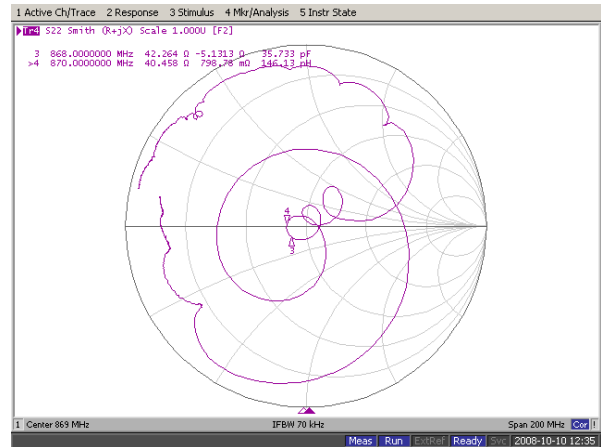 1 Active Ch/Trace 2 Response 3 Stimulus 4 Mkr/Analysis 5 Instr State
Tr4 S22 Smith (R+jX) Scale 1.000U [F2]
3 868.0000000 MHz 42.264 Ω -5.1313 Ω 35.733 pF
>4 870.0000000 MHz 40.458 Ω 798.78 mΩ 146.13 pH
4
3
1 Center 869 MHz IFBW 70 kHz Span 200 MHz Cor !
Meas Run ExtRef Ready Svc 2008-10-10 12:35